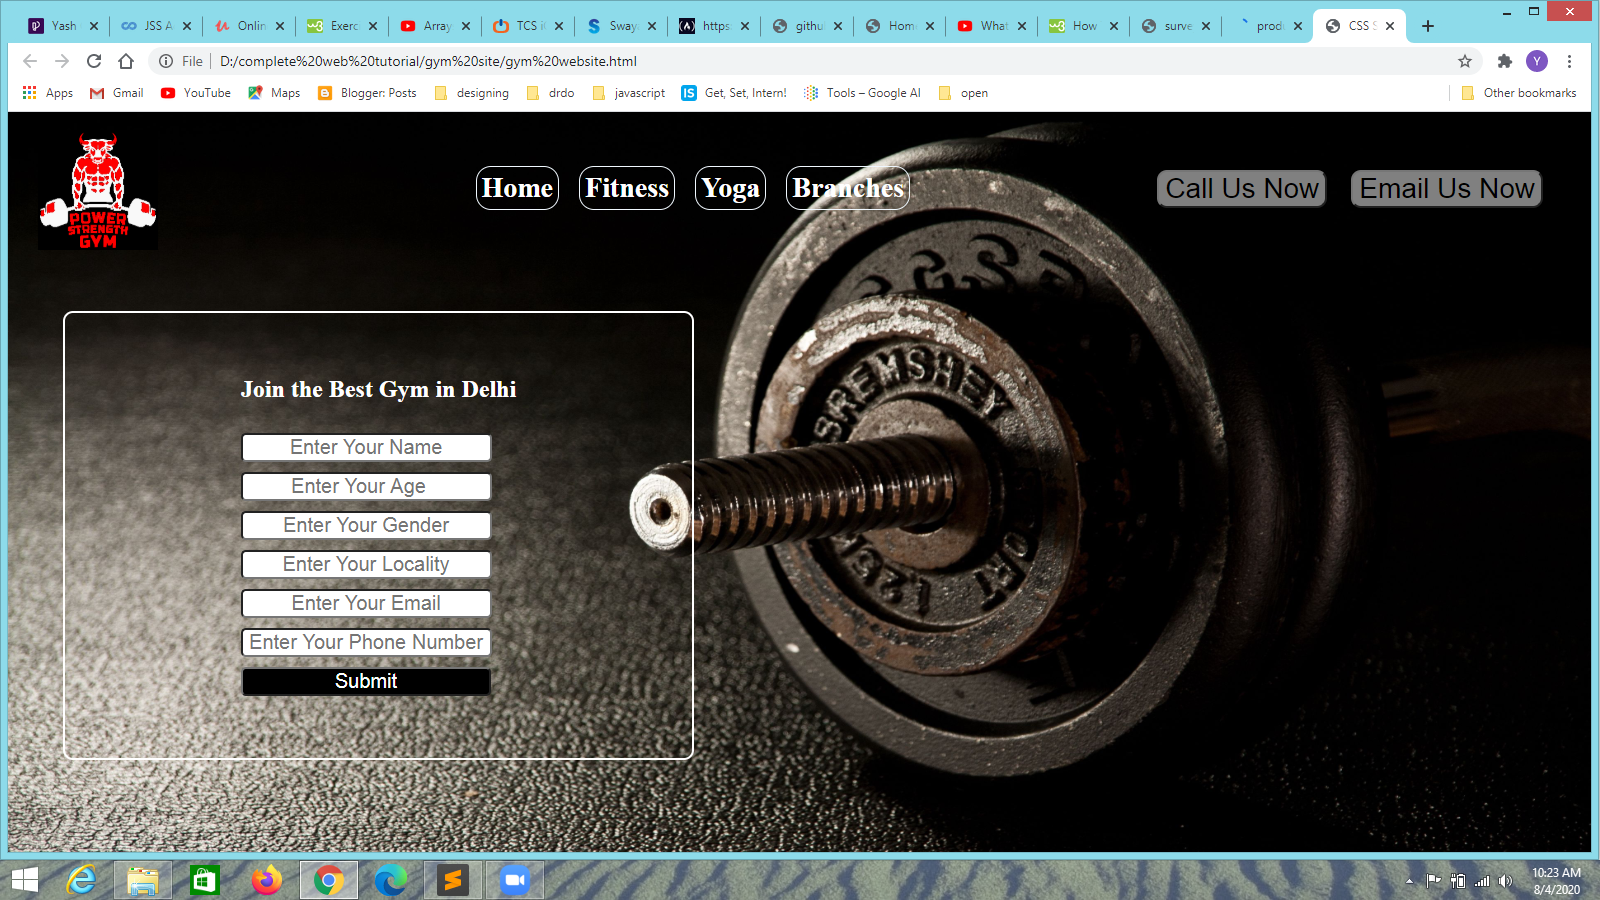 Yash
JSS A
Onlin
Exerc
Array
TCS i
Sway
https:
githu
Home
What
How
surve
prod
CSS S
File
D:/complete%20web%20tutorial/gym%20site/gym%20website.html
Y
Apps
Gmail
YouTube
Maps
Blogger: Posts
designing
drdo
javascript
Get, Set, Intern!
Tools – Google AI
open
Other bookmarks
POWER
STRENGTH
GYM
Home
Fitness
Yoga
Branches
Call Us Now
Email Us Now
BREMSHEY
ORT
1,25
Join the Best Gym in Delhi
Enter Your Name
Enter Your Age
Enter Your Gender
Enter Your Locality
Enter Your Email
Enter Your Phone Number
Submit
10:23 AM
8/4/2020